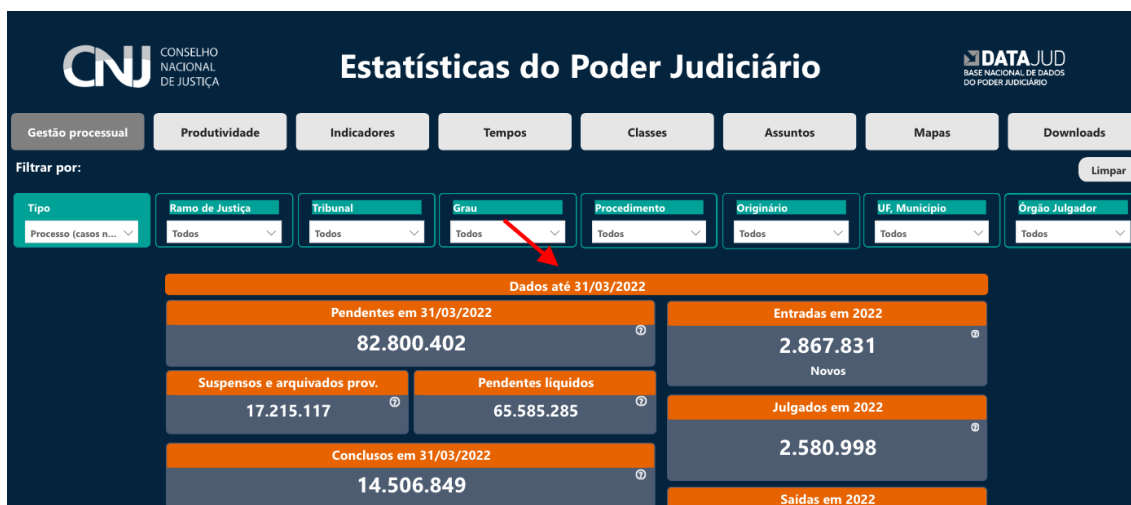 CNJ
CONSELHO
NACIONAL
DE JUSTIÇA
Estatísticas do Poder Judiciário
DATAJUD
BASE NACIONAL DE DADOS
DO PODER JUDICIÁRIO
Gestão processual Produtividade Indicadores Tempos Classes Assuntos Mapas Downloads
Filtrar por:
Limpar
Tipo Ramo de Justiça Tribunal Grau Procedimento Originário UF, Município Órgão Julgador
Processo (casos n... Todos Todos Todos Todos Todos Todos Todos
Dados até 31/03/2022
Pendentes em 31/03/2022
82.800.402
Suspensos e arquivados prov. Pendentes líquidos
17.215.117 65.585.285
Conclusos em 31/03/2022
14.506.849
Entradas em 2022
2.867.831
Novos
Julgados em 2022
2.580.998
Saídas em 2022